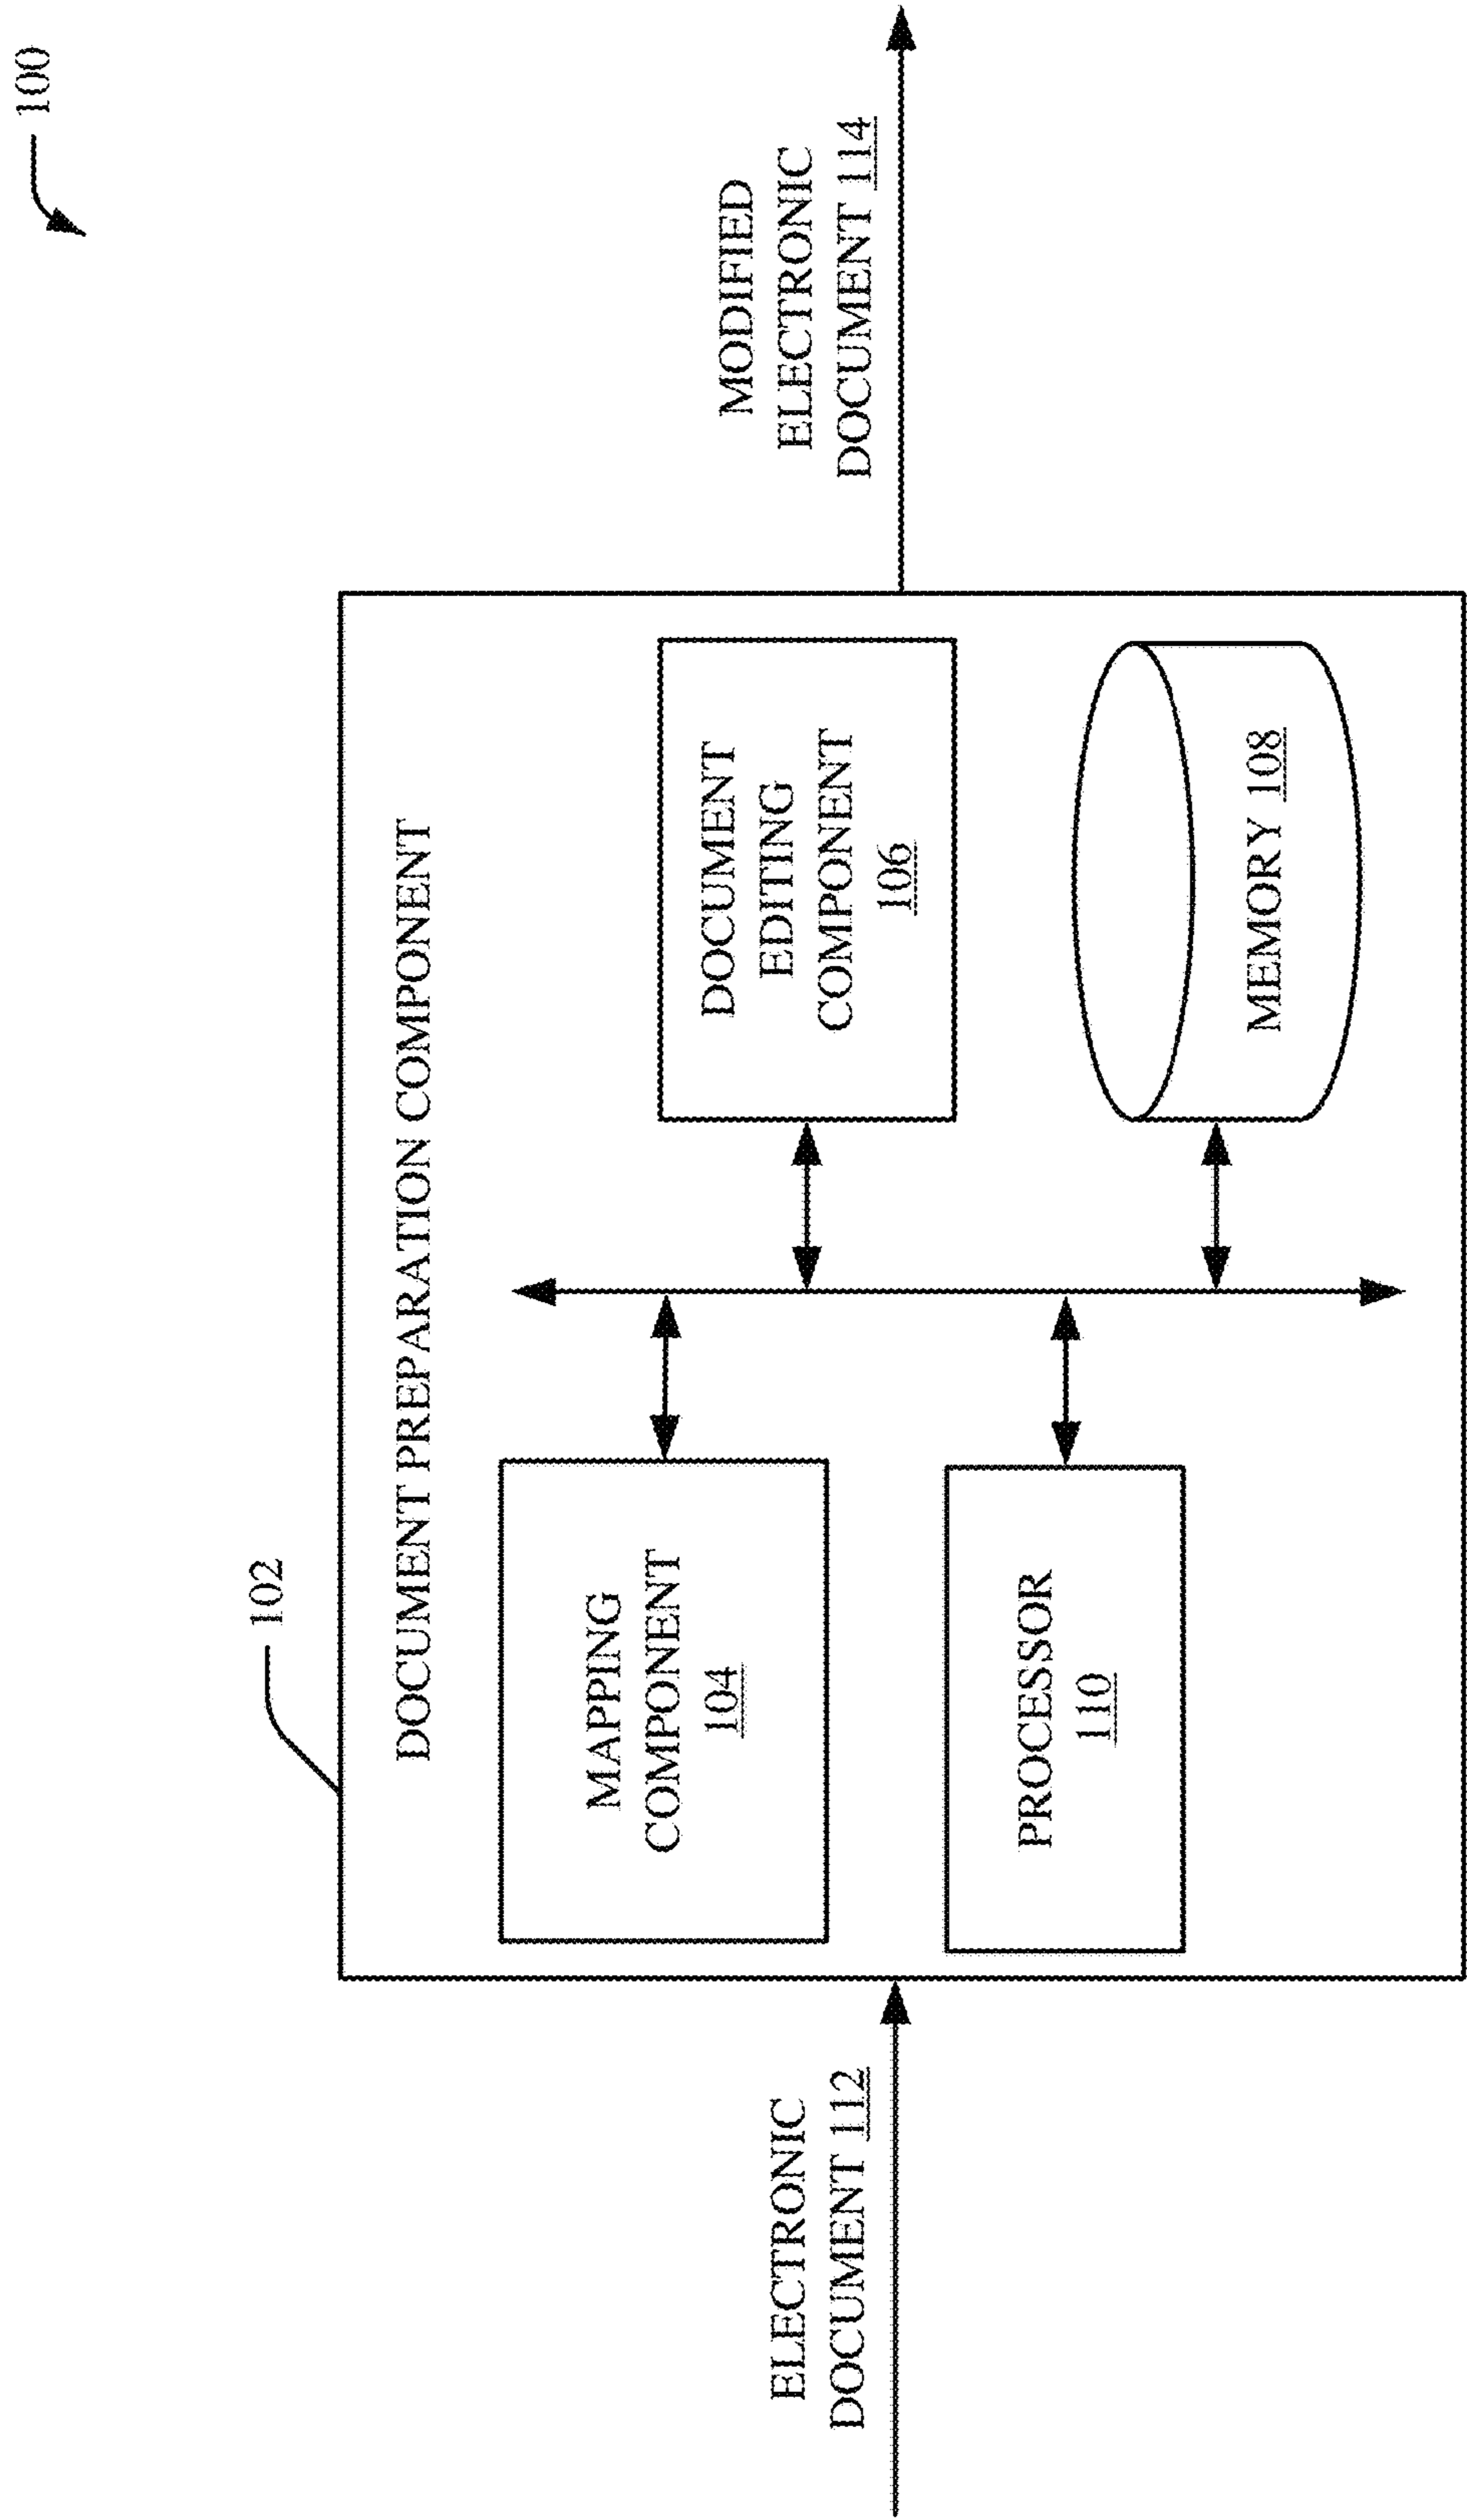 100
102
DOCUMENT PREPARATION COMPONENT
MAPPING
COMPONENT
104
DOCUMENT
EDITING
COMPONENT
106
PROCESSOR
110
MEMORY 108
ELECTRONIC
DOCUMENT 112
MODIFIED
ELECTRONIC
DOCUMENT 114